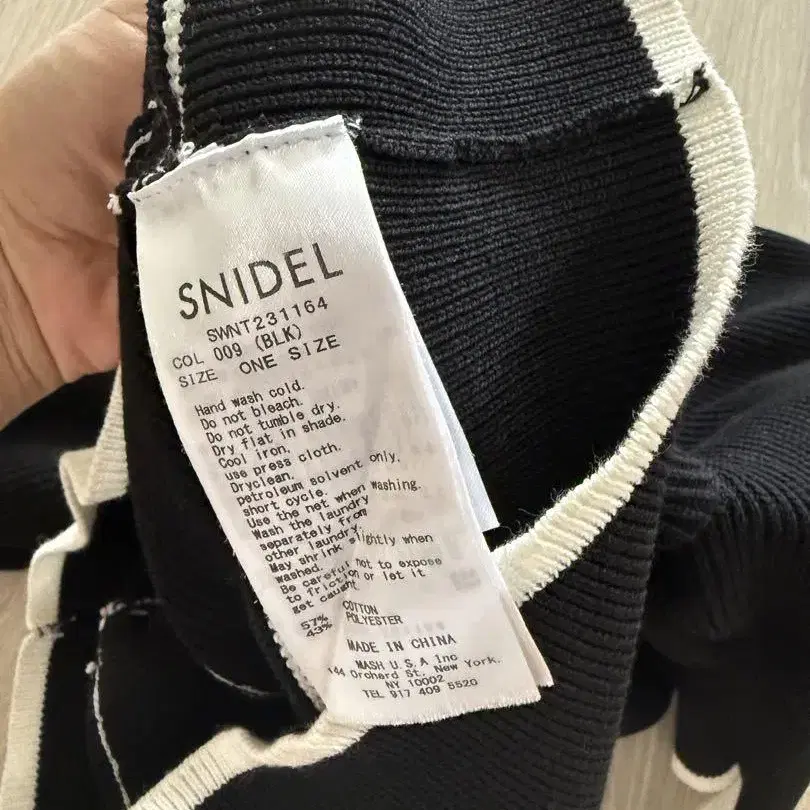 SNIDEL
SWNT231164
COL 009 (BLK)
SIZE ONE SIZE
Hand wash cold.
Do not bleach.
Do not tumble dry.
Dry flat in shade.
Cool iron.
use press cloth.
Dryclean.
petroleum solvent only.
short cycle.
Use the net when washing.
Wash the laundry
separately from
other laundry.
May shrink slightly when
washed.
Be careful not to expose
to friction or let it
get caught
57% COTTON
43% POLYESTER
MADE IN CHINA
MASH U.S.A Inc
144 Orchard St. New York.
NY 10002
TEL 917 409 5520